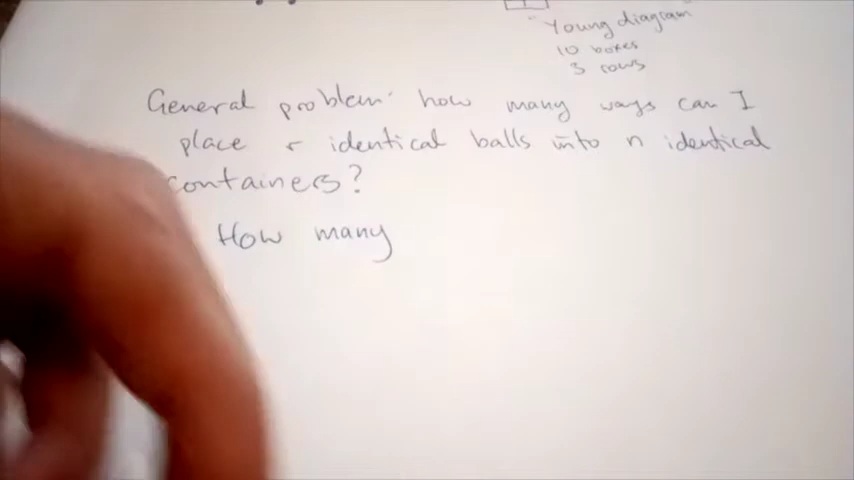 "Young diagram"
10 boxes
3 rows
General problem: how many ways can I
place r identical balls into n identical
containers?
How many